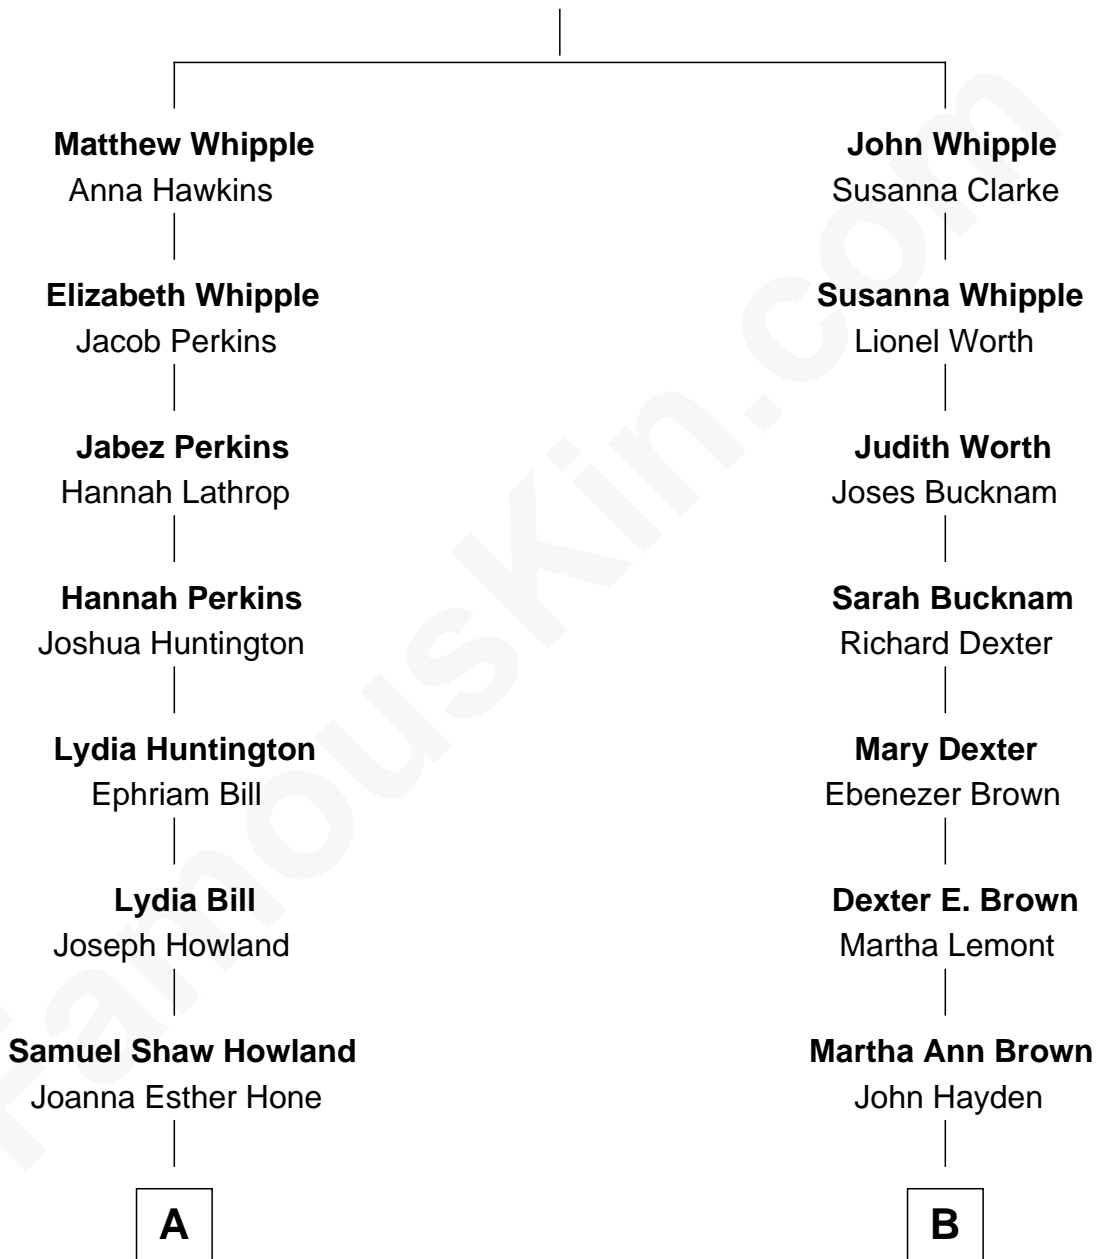 Matthew Whipple
Anna Hawkins
Elizabeth Whipple
Jacob Perkins
Jabez Perkins
Hannah Lathrop
Hannah Perkins
Joshua Huntington
Lydia Huntington
Ephriam Bill
Lydia Bill
Joseph Howland
Samuel Shaw Howland
Joanna Esther Hone
A
John Whipple
Susanna Clarke
Susanna Whipple
Lionel Worth
Judith Worth
Joses Bucknam
Sarah Bucknam
Richard Dexter
Mary Dexter
Ebenezer Brown
Dexter E. Brown
Martha Lemont
Martha Ann Brown
John Hayden
B
FamousKin.com